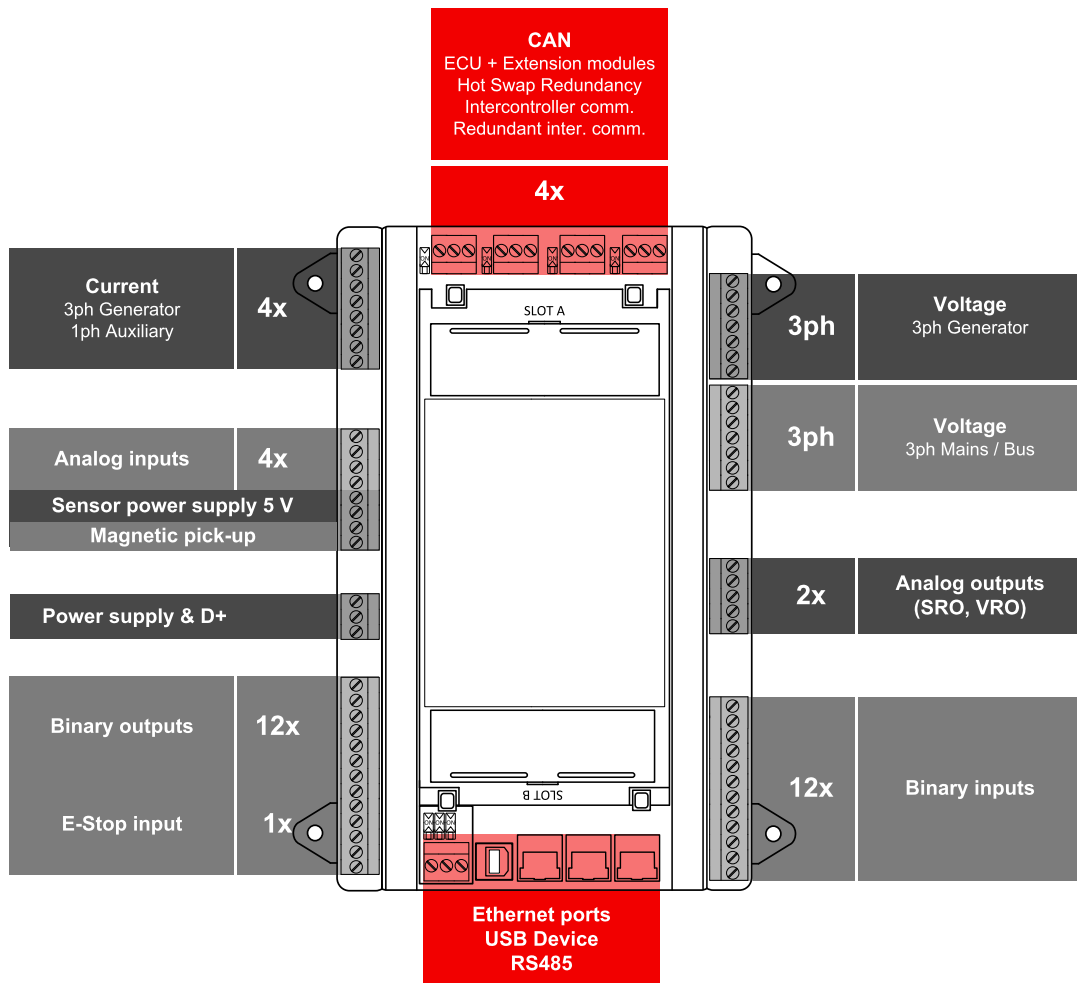 CAN
ECU + Extension modules
Hot Swap Redundancy
Intercontroller comm.
Redundant inter. comm.
4x
Current
3ph Generator
1ph Auxiliary
4x
SLOT A
3ph
Voltage
3ph Generator
3ph
Voltage
3ph Mains / Bus
Analog inputs
4x
Sensor power supply 5 V
Magnetic pick-up
2x
Analog outputs
(SRO, VRO)
Power supply & D+
Binary outputs
12x
E-Stop input
1x
12x
Binary inputs
SLOT B
Ethernet ports
USB Device
RS485